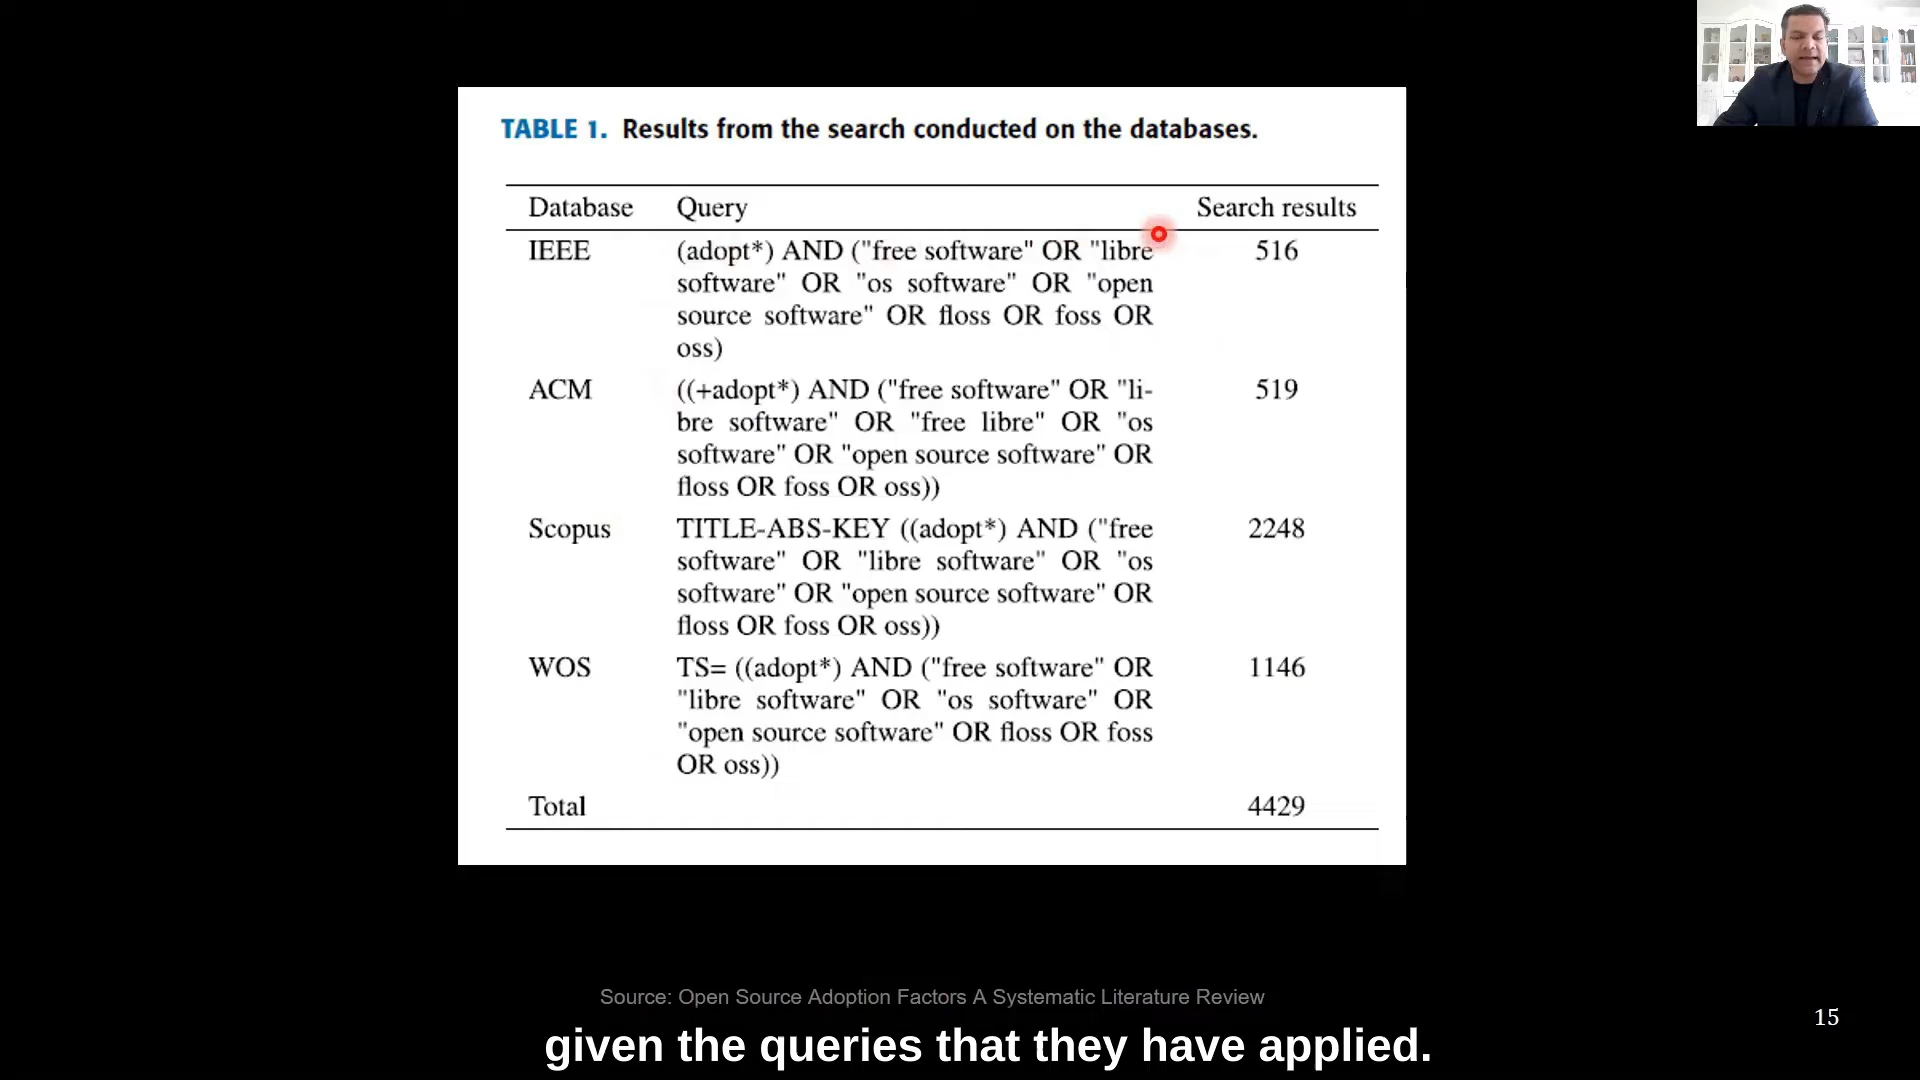 TABLE 1. Results from the search conducted on the databases.
Database Query Search results
IEEE (adopt*) AND ("free software" OR "libre 516
software" OR "os software" OR "open
source software" OR floss OR foss OR
oss)
ACM ((+adopt*) AND ("free software" OR "li- 519
bre software" OR "free libre" OR "os
software" OR "open source software" OR
floss OR foss OR oss))
Scopus TITLE-ABS-KEY ((adopt*) AND ("free 2248
software" OR "libre software" OR "os
software" OR "open source software" OR
floss OR foss OR oss))
WOS TS= ((adopt*) AND ("free software" OR 1146
"libre software" OR "os software" OR
"open source software" OR floss OR foss
OR oss))
Total 4429
Source: Open Source Adoption Factors A Systematic Literature Review
15
given the queries that they have applied.